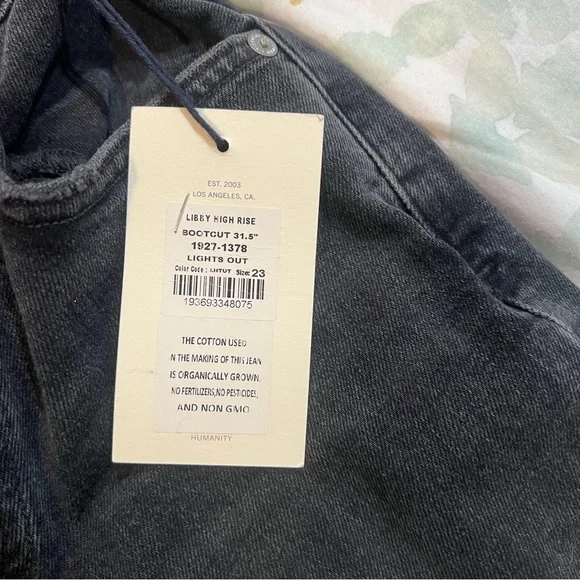 EST. 2003
LOS ANGELES, CA.
LIBBY HIGH RISE
BOOTCUT 31.5"
1927-1378
LIGHTS OUT
Color Code : LHTUT Size: 23
193693348075
THE COTTON USED
IN THE MAKING OF THIS JEAN
IS ORGANICALLY GROWN.
NO FERTILIZERS,NO PESTICIDES,
AND NON GMO
HUMANITY